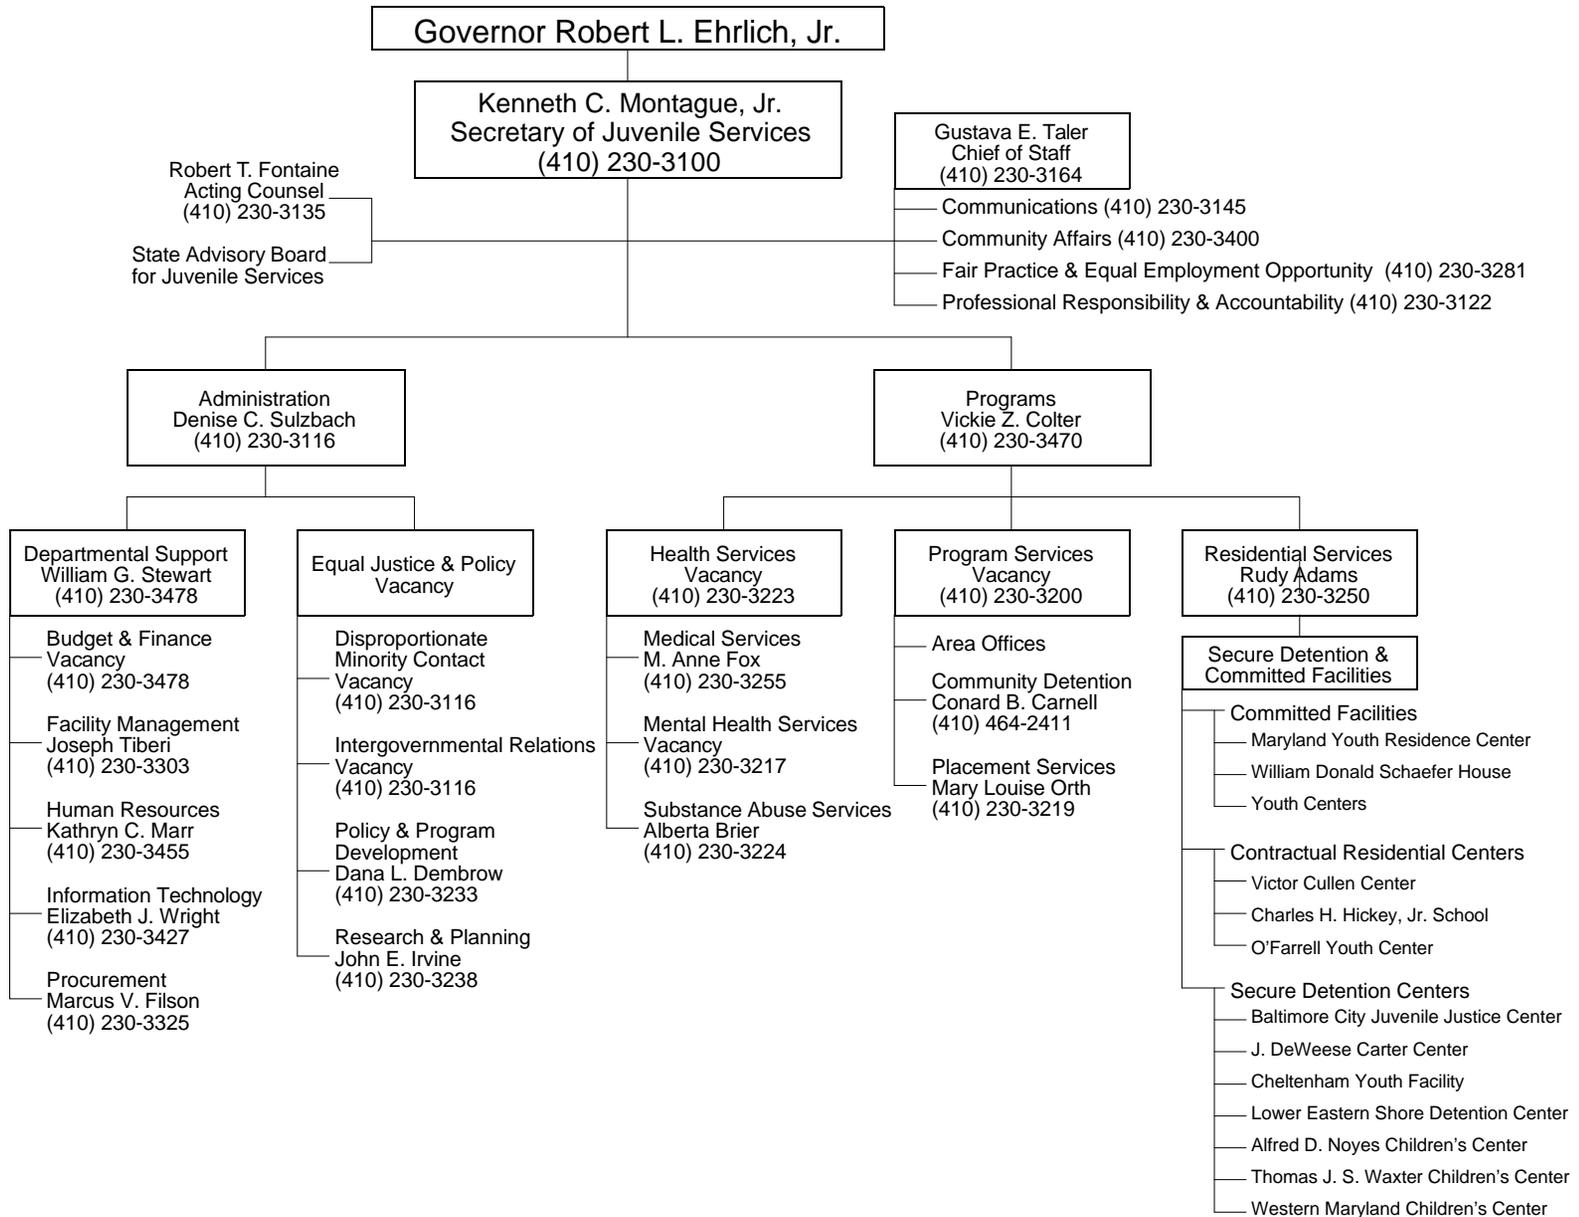 Governor Robert L. Ehrlich, Jr.
Kenneth C. Montague, Jr.
Secretary of Juvenile Services
(410) 230-3100
Gustava E. Taler
Chief of Staff
(410) 230-3164
Robert T. Fontaine
Acting Counsel
(410) 230-3135
State Advisory Board
for Juvenile Services
Communications (410) 230-3145
Community Affairs (410) 230-3400
Fair Practice & Equal Employment Opportunity (410) 230-3281
Professional Responsibility & Accountability (410) 230-3122
Administration
Denise C. Sulzbach
(410) 230-3116
Programs
Vickie Z. Colter
(410) 230-3470
Departmental Support
William G. Stewart
(410) 230-3478
Budget & Finance
Vacancy
(410) 230-3478
Facility Management
Joseph Tiberi
(410) 230-3303
Human Resources
Kathryn C. Marr
(410) 230-3455
Information Technology
Elizabeth J. Wright
(410) 230-3427
Procurement
Marcus V. Filson
(410) 230-3325
Equal Justice & Policy
Vacancy
Disproportionate
Minority Contact
Vacancy
(410) 230-3116
Intergovernmental Relations
Vacancy
(410) 230-3116
Policy & Program
Development
Dana L. Dembrow
(410) 230-3233
Research & Planning
John E. Irvine
(410) 230-3238
Health Services
Vacancy
(410) 230-3223
Medical Services
M. Anne Fox
(410) 230-3255
Mental Health Services
Vacancy
(410) 230-3217
Substance Abuse Services
Alberta Brier
(410) 230-3224
Program Services
Vacancy
(410) 230-3200
Area Offices
Community Detention
Conard B. Carnell
(410) 464-2411
Placement Services
Mary Louise Orth
(410) 230-3219
Residential Services
Rudy Adams
(410) 230-3250
Secure Detention &
Committed Facilities
Committed Facilities
Maryland Youth Residence Center
William Donald Schaefer House
Youth Centers
Contractual Residential Centers
Victor Cullen Center
Charles H. Hickey, Jr. School
O'Farrell Youth Center
Secure Detention Centers
Baltimore City Juvenile Justice Center
J. DeWeese Carter Center
Cheltenham Youth Facility
Lower Eastern Shore Detention Center
Alfred D. Noyes Children's Center
Thomas J. S. Waxter Children's Center
Western Maryland Children's Center